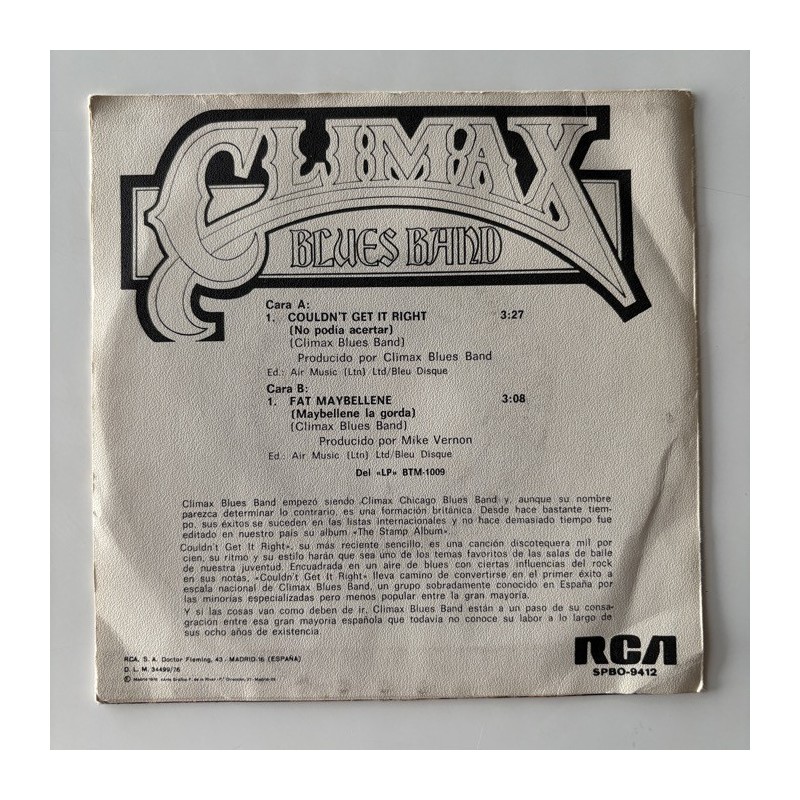 CLIMAX
BLUES BAND
Cara A:
1. COULDN'T GET IT RIGHT 3:27
(No podía acertar)
(Climax Blues Band)
Producido por Climax Blues Band
Ed.: Air Music (Ltn) Ltd/Bleu Disque
Cara B:
1. FAT MAYBELLENE 3:08
(Maybellene la gorda)
(Climax Blues Band)
Producido por Mike Vernon
Ed.: Air Music (Ltn) Ltd/Bleu Disque
Del «LP» BTM-1009
Climax Blues Band empezó siendo Climax Chicago Blues Band y, aunque su nombre
parezca determinar lo contrario, es una formación británica. Desde hace bastante tiem-
po, sus éxitos se suceden en las listas internacionales y no hace demasiado tiempo fue
editado en nuestro país su álbum «The Stamp Album».
Couldn't Get It Right», su más reciente sencillo, es una canción discotequera mil por
cien, su ritmo y su estilo harán que sea uno de los temas favoritos de las salas de baile
de nuestra juventud. Encuadrada en un aire de blues con ciertas influencias del rock
en sus notas, «Couldn't Get It Right» lleva camino de convertirse en el primer éxito a
escala nacional de Climax Blues Band, un grupo sobradamente conocido en España por
las minorías especializadas pero menos popular entre la gran mayoría.
Y si las cosas van como deben de ir, Climax Blues Band están a un paso de su consa-
gración entre esa gran mayoría española que todavía no conoce su labor a lo largo de
sus ocho años de existencia.
RCA, S. A. Doctor Fleming, 43 - MADRID-16 (ESPAÑA)
D. L. M. 34499/76
RCA
SPBO-9412
© Madrid 1976